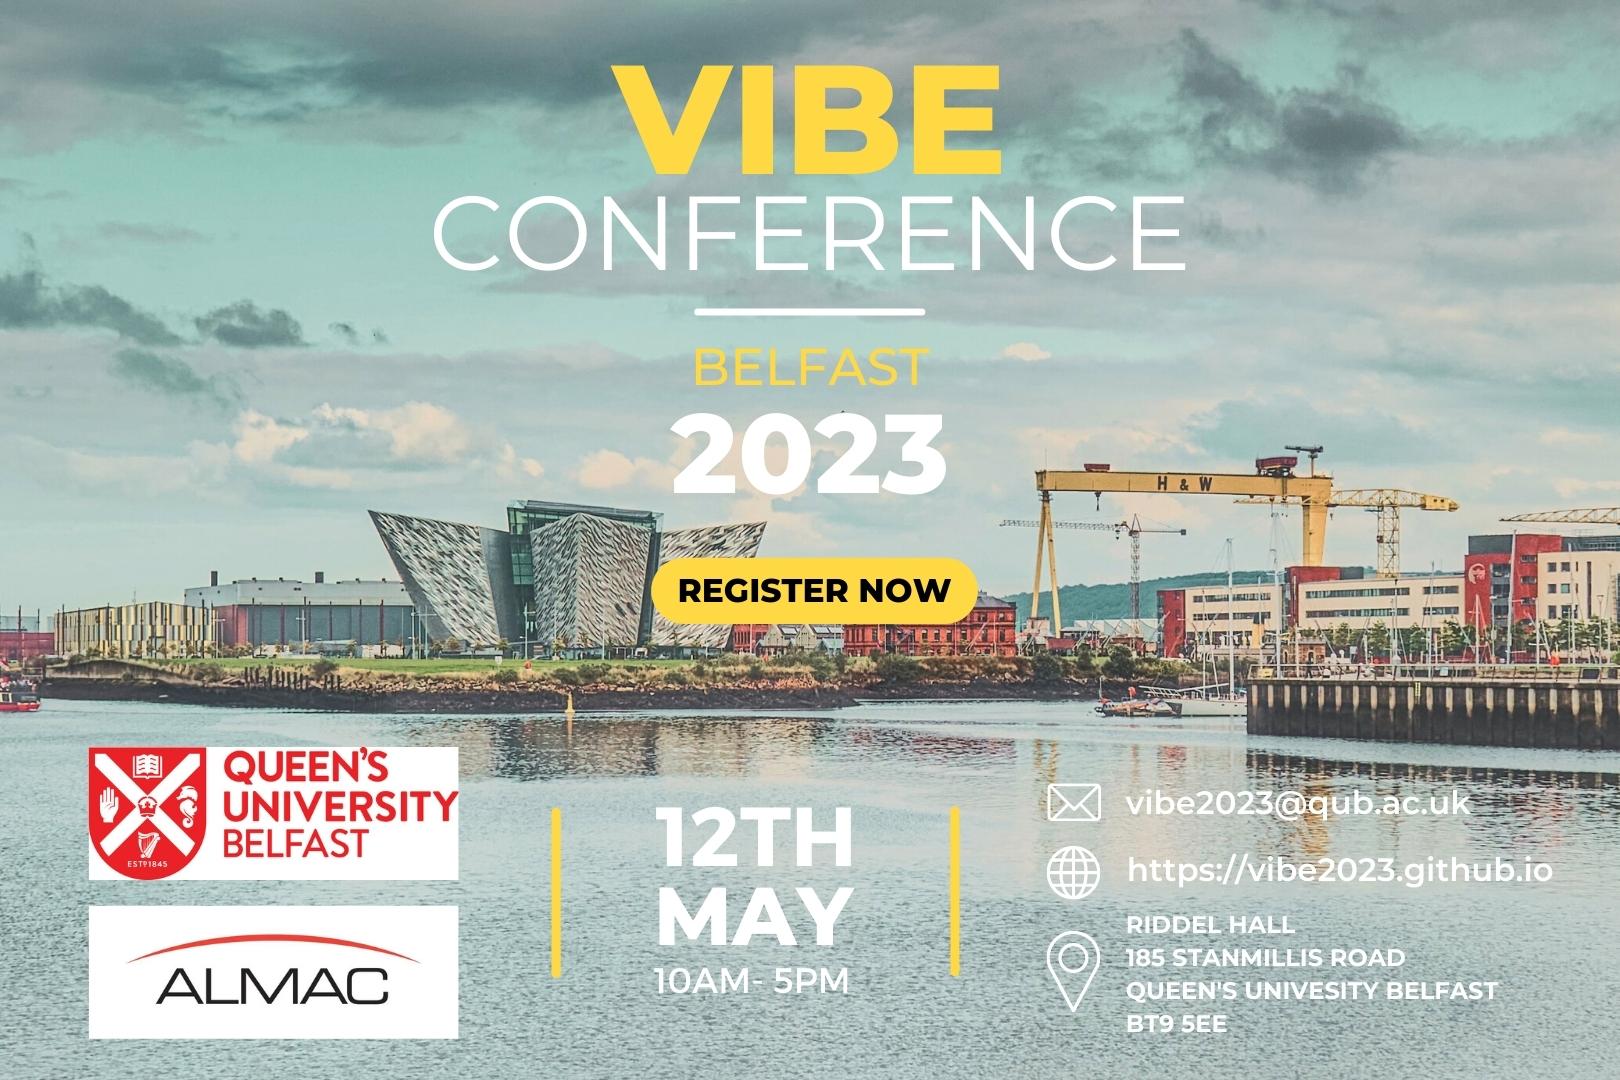 VIBE
CONFERENCE
BELFAST
2023
H & W
REGISTER NOW
QUEEN'S
UNIVERSITY
BELFAST
ESTD 1845
ALMAC
12TH
MAY
10AM- 5PM
vibe2023@qub.ac.uk
https://vibe2023.github.io
RIDDEL HALL
185 STANMILLIS ROAD
QUEEN'S UNIVESITY BELFAST
BT9 5EE